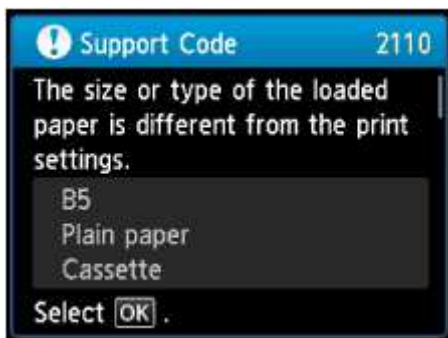 Support Code 2110
The size or type of the loaded
paper is different from the print
settings.
B5
Plain paper
Cassette
Select OK .